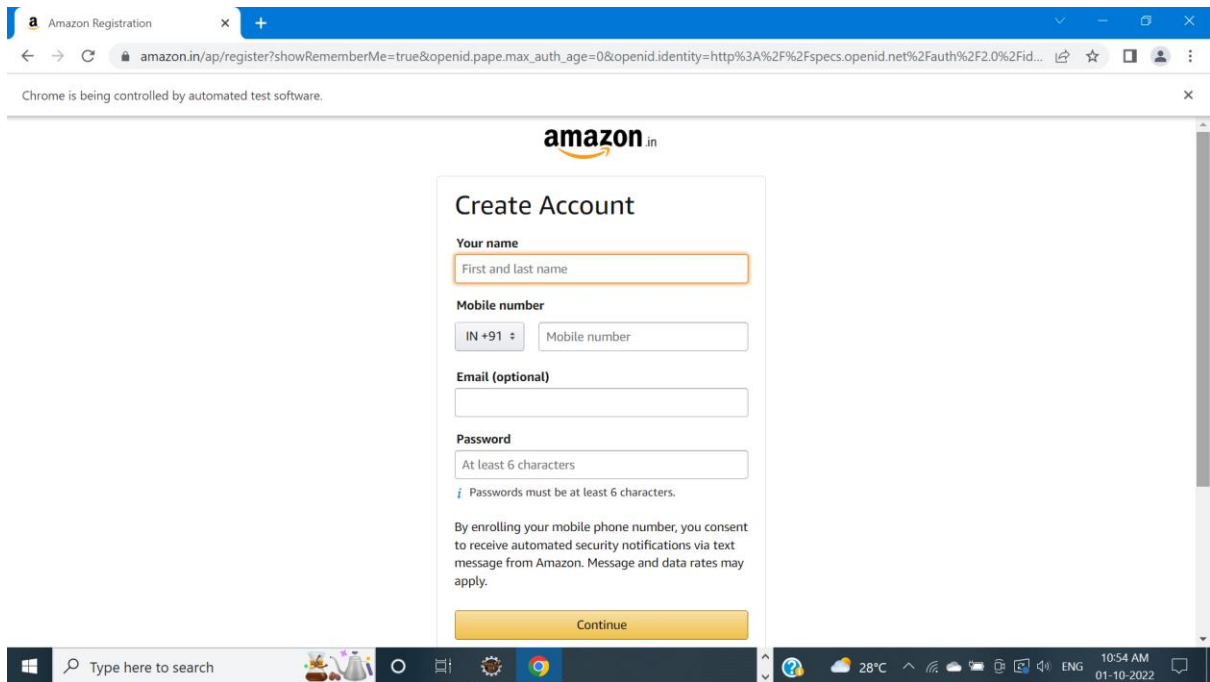 a Amazon Registration
amazon.in/ap/register?showRememberMe=true&openid.pape.max_auth_age=0&openid.identity=http%3A%2F%2Fspecs.openid.net%2Fauth%2F2.0%2Fid...
Chrome is being controlled by automated test software.
amazon.in
Create Account
Your name
First and last name
Mobile number
IN +91 Mobile number
Email (optional)
Password
At least 6 characters
i Passwords must be at least 6 characters.
By enrolling your mobile phone number, you consent
to receive automated security notifications via text
message from Amazon. Message and data rates may
apply.
Continue
Type here to search 28°C ENG 10:54 AM
01-10-2022